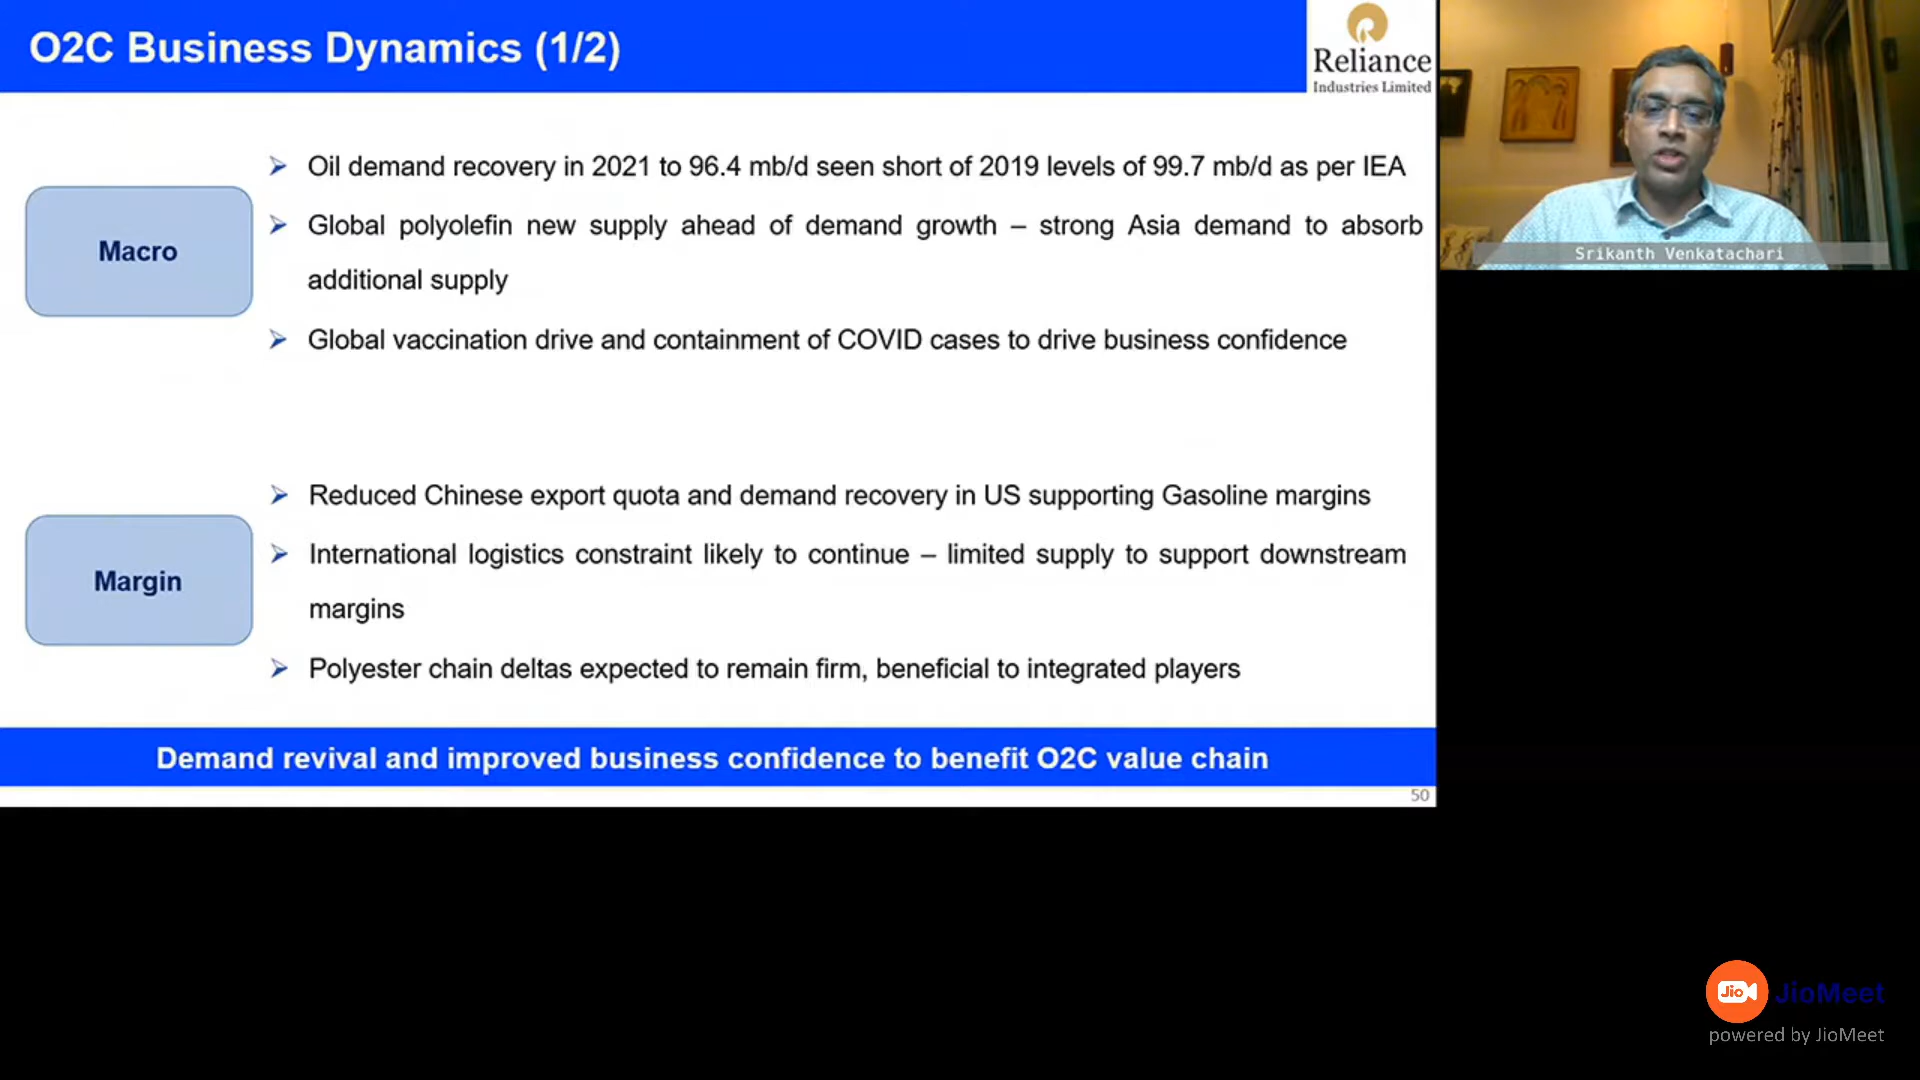 O2C Business Dynamics (1/2)
Reliance
Industries Limited
Macro
➢ Oil demand recovery in 2021 to 96.4 mb/d seen short of 2019 levels of 99.7 mb/d as per IEA
➢ Global polyolefin new supply ahead of demand growth – strong Asia demand to absorb
additional supply
➢ Global vaccination drive and containment of COVID cases to drive business confidence
Margin
➢ Reduced Chinese export quota and demand recovery in US supporting Gasoline margins
➢ International logistics constraint likely to continue – limited supply to support downstream
margins
➢ Polyester chain deltas expected to remain firm, beneficial to integrated players
Demand revival and improved business confidence to benefit O2C value chain
50
Srikanth Venkatachari
Jio
JioMeet
powered by JioMeet